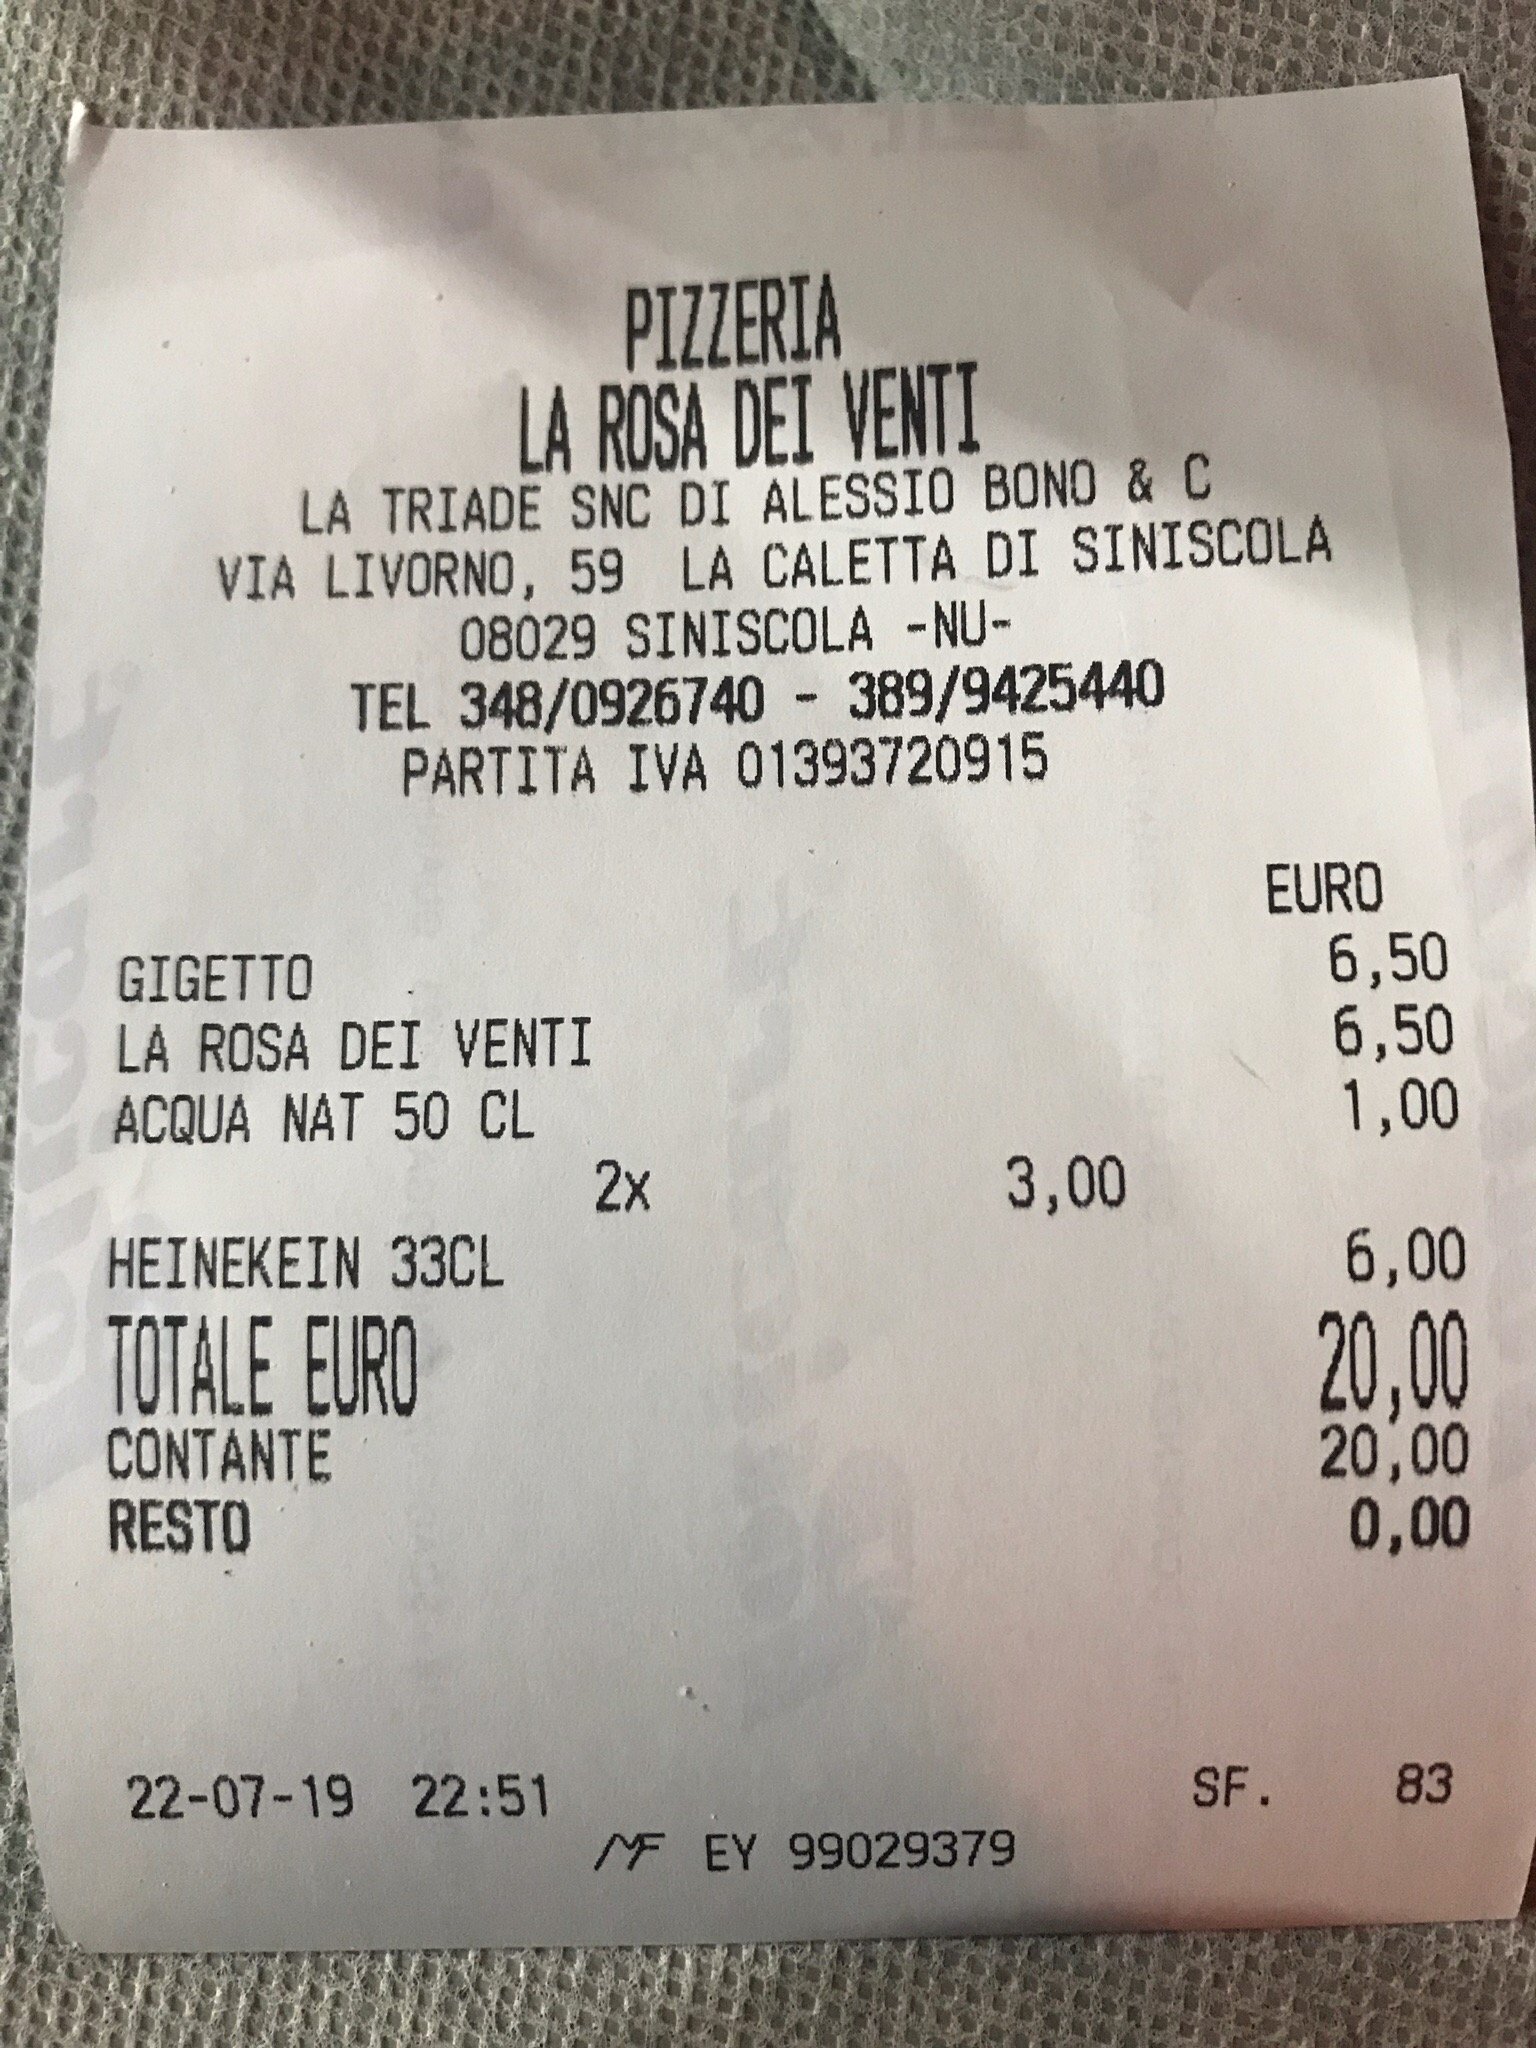 PIZZERIA
LA ROSA DEI VENTI
LA TRIADE SNC DI ALESSIO BONO & C
VIA LIVORNO, 59 LA CALETTA DI SINISCOLA
08029 SINISCOLA -NU-
TEL 348/0926740 - 389/9425440
PARTITA IVA 01393720915
EURO
GIGETTO 6,50
LA ROSA DEI VENTI 6,50
ACQUA NAT 50 CL 1,00
2x 3,00
HEINEKEIN 33CL 6,00
TOTALE EURO 20,00
CONTANTE 20,00
RESTO 0,00
22-07-19 22:51 SF. 83
MF EY 99029379